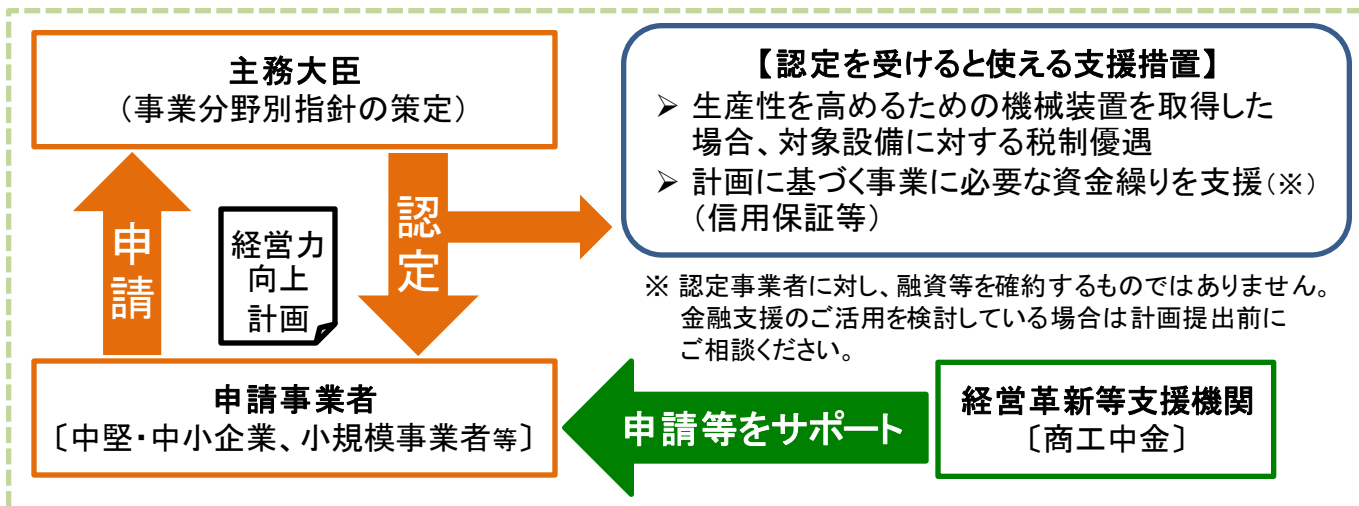 主務大臣
(事業分野別指針の策定)
【認定を受けると使える支援措置】
➢ 生産性を高めるための機械装置を取得した
場合、対象設備に対する税制優遇
➢ 計画に基づく事業に必要な資金繰りを支援(※)
(信用保証等)
申請
経営力
向上
計画
認定
※ 認定事業者に対し、融資等を確約するものではありません。
金融支援のご活用を検討している場合は計画提出前に
ご相談ください。
申請事業者
〔中堅・中小企業、小規模事業者等〕
申請等をサポート
経営革新等支援機関
〔商工中金〕